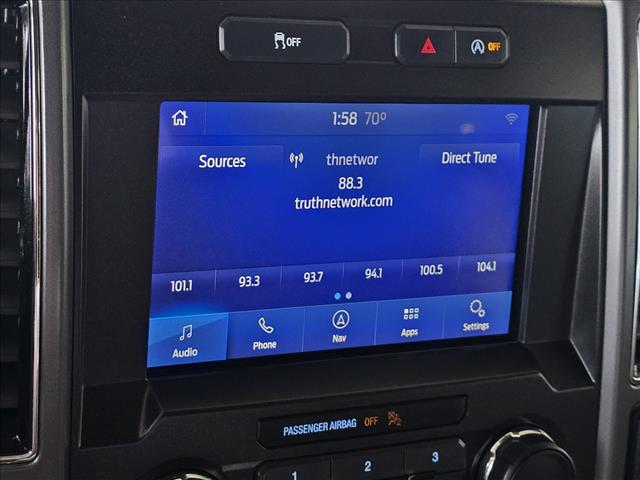 OFF
A OFF
1:58 70°
Sources thnetwor Direct Tune
88.3
truthnetwork.com
101.1 93.3 93.7 94.1 100.5 104.1
Audio Phone Nav Apps Settings
PASSENGER AIRBAG OFF
1 2 3